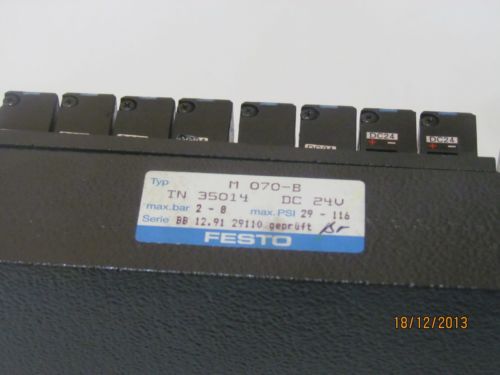 DC24
DC24
+ -
DC24
+ -
Typ M 070-B
TN 35014 DC 24V
max.bar 2 - 8 max.PSI 29 - 116
Serie BB 12.91 29110 geprüft
FESTO
18/12/2013